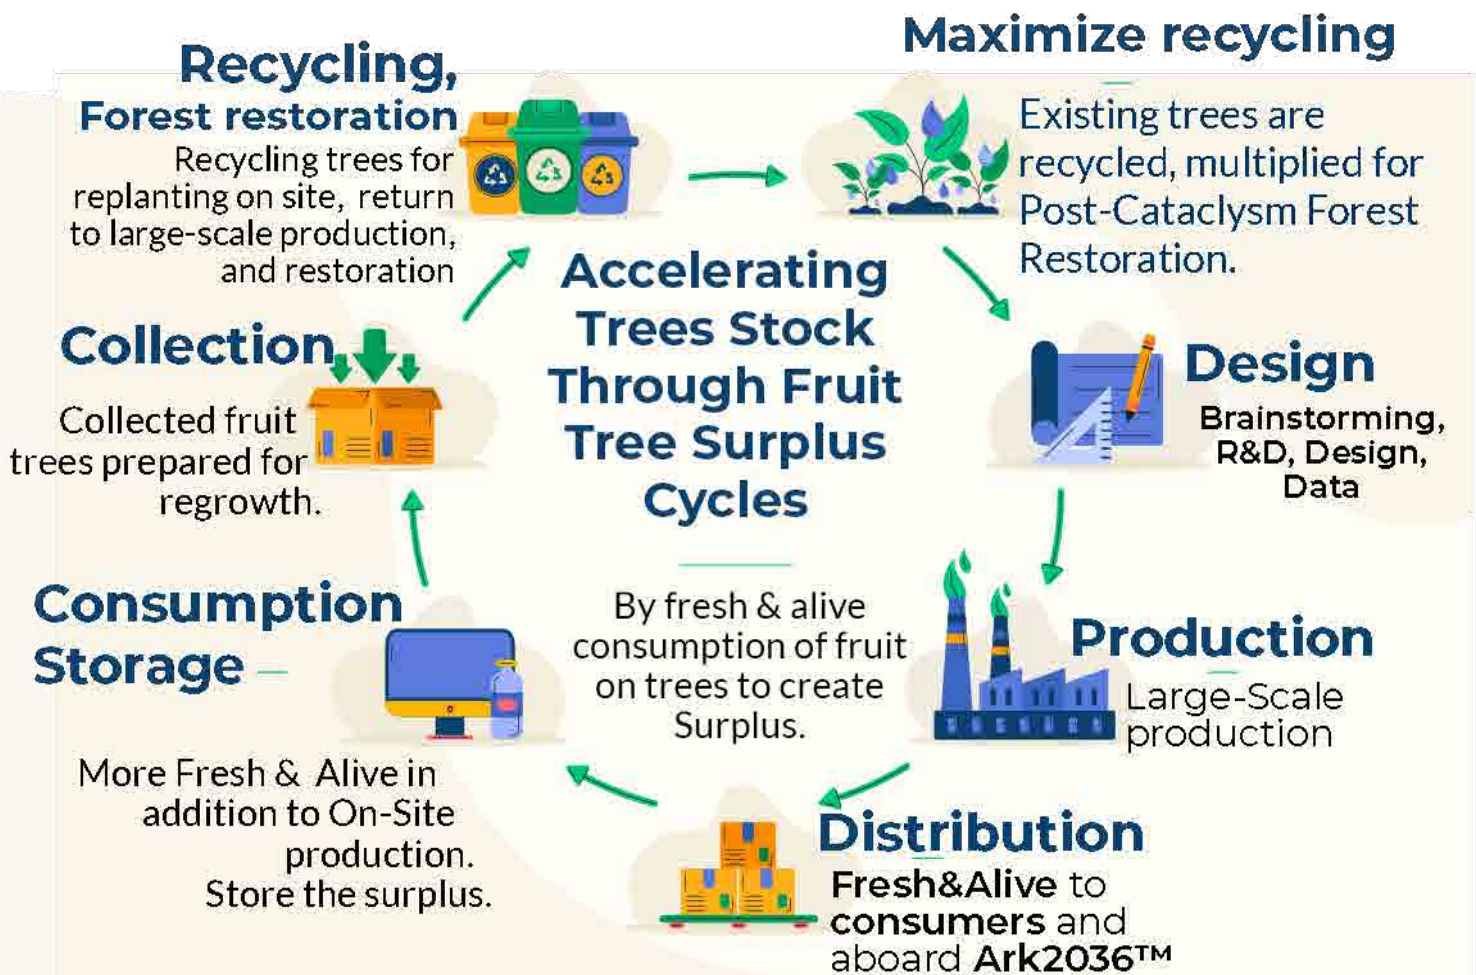 Maximize recycling
Existing trees are
recycled, multiplied for
Post-Cataclysm Forest
Restoration.
Design
Brainstorming,
R&D, Design,
Data
Production
Large-Scale
production
Distribution
Fresh&Alive to
consumers and
aboard Ark2036™
Consumption
Storage
More Fresh & Alive in
addition to On-Site
production.
Store the surplus.
Collection
Collected fruit
trees prepared for
regrowth.
Recycling,
Forest restoration
Recycling trees for
replanting on site, return
to large-scale production,
and restoration
Accelerating
Trees Stock
Through Fruit
Tree Surplus
Cycles
By fresh & alive
consumption of fruit
on trees to create
Surplus.